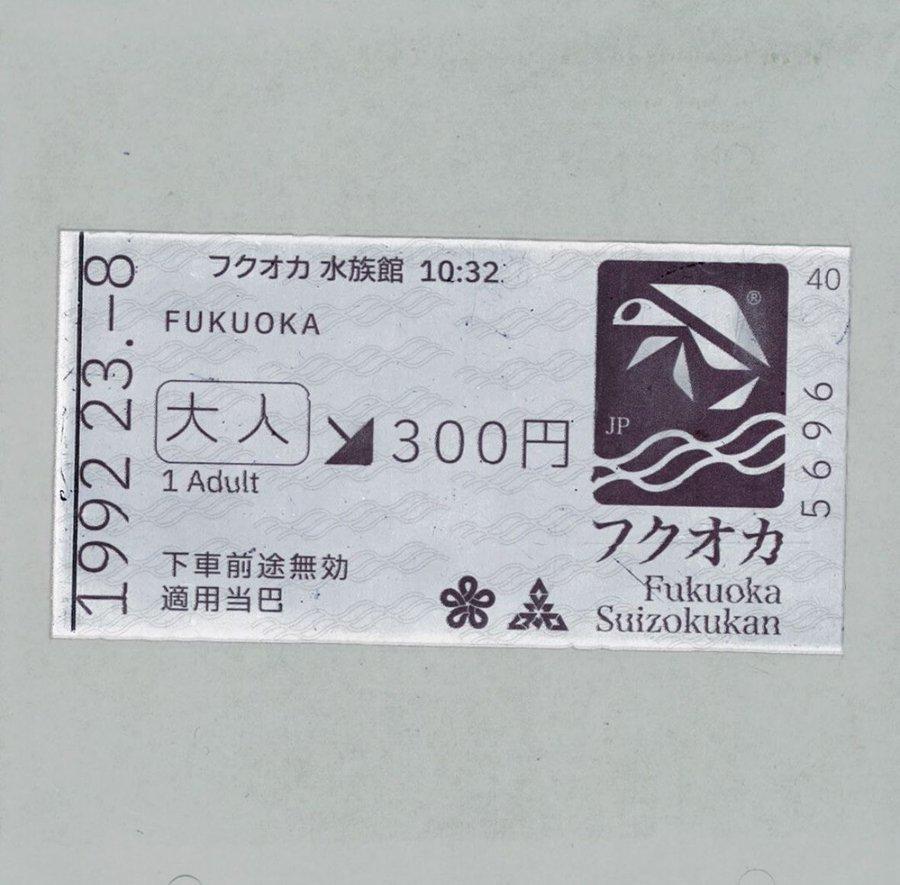 1992 23.-8
フクオカ 水族館 10:32
FUKUOKA
大人
300円
1 Adult
下車前途無効
適用当巴
®
JP
フクオカ
Fukuoka
Suizokukan
40
5696